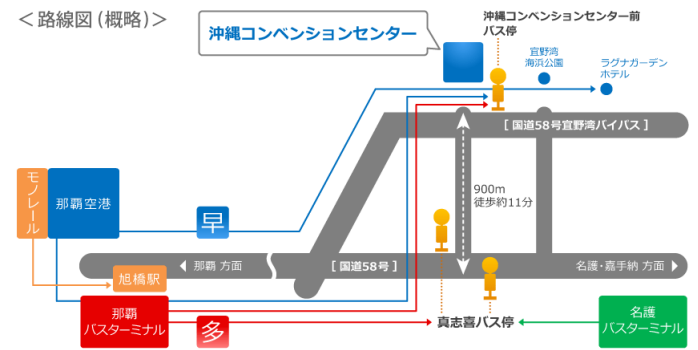 ＜路線図(概略)＞
沖縄コンベンションセンター
沖縄コンベンションセンター前
バス停
宜野湾
海浜公園
ラグナガーデン
ホテル
[ 国道58号宜野湾バイパス ]
モノレール
那覇空港
早
900m
徒歩約11分
那覇 方面
[ 国道58号 ]
名護・嘉手納 方面
旭橋駅
那覇
バスターミナル
多
真志喜バス停
名護
バスターミナル